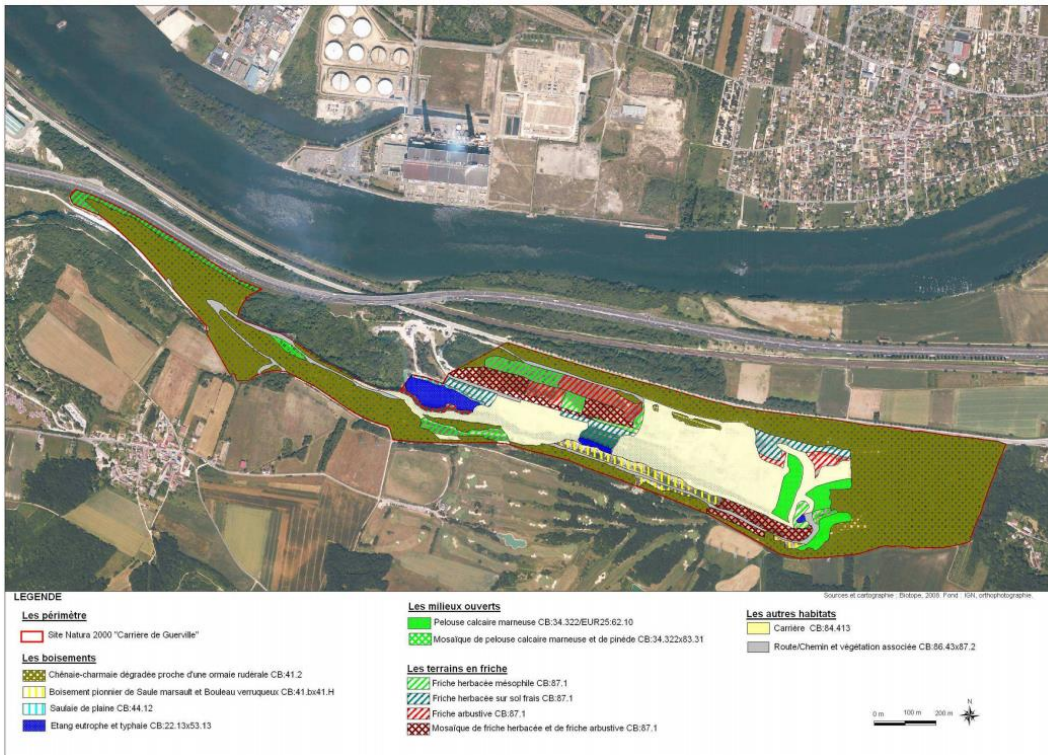 Sources et cartographie : Biotope, 2009. Fond : IGN, orthophotographie.
LEGENDE
Les périmètre
Site Natura 2000 "Carrière de Guerville"
Les boisements
Chênaie-charmaie dégradée proche d'une ormaie rudérale CB:41.2
Boisement pionnier de Saule marsault et Bouleau verruqueux CB:41.bx41.H
Saulaie de plaine CB:44.12
Etang eutrophe et typhaie CB:22.13x53.13
Les milieux ouverts
Pelouse calcaire marneuse CB:34.322/EUR25:62.10
Mosaïque de pelouse calcaire marneuse et de pinède CB:34.322x83.31
Les terrains en friche
Friche herbacée mésophile CB:87.1
Friche herbacée sur sol frais CB:87.1
Friche arbustive CB:87.1
Mosaïque de friche herbacée et de friche arbustive CB:87.1
Les autres habitats
Carrière CB:84.413
Route/Chemin et végétation associée CB:86.43x87.2
0 m 100 m 200 m
N